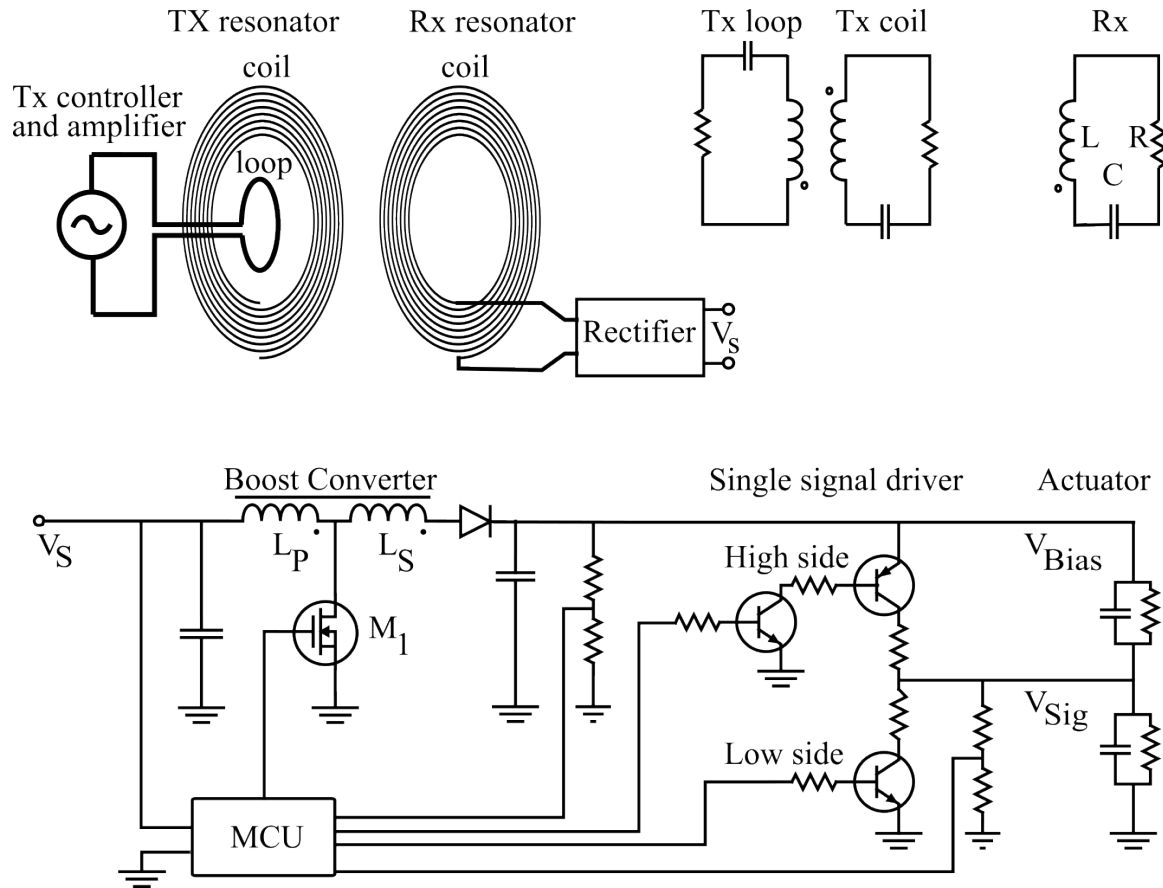 TX resonator
coil
Rx resonator
coil
Tx loop
Tx coil
Rx
Tx controller
and amplifier
loop
L
R
C
Rectifier
Vs
Boost Converter
Single signal driver
Actuator
VS
LP
LS
High side
VBias
M1
VSig
Low side
MCU